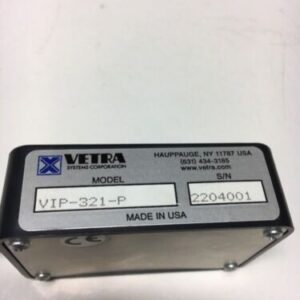 VETRA
SYSTEMS CORPORATION
HAUPPAUGE, NY 11787 USA
(631) 434-3185
www.vetra.com
MODEL
S/N
VIP-321-P
2204001
MADE IN USA
CE